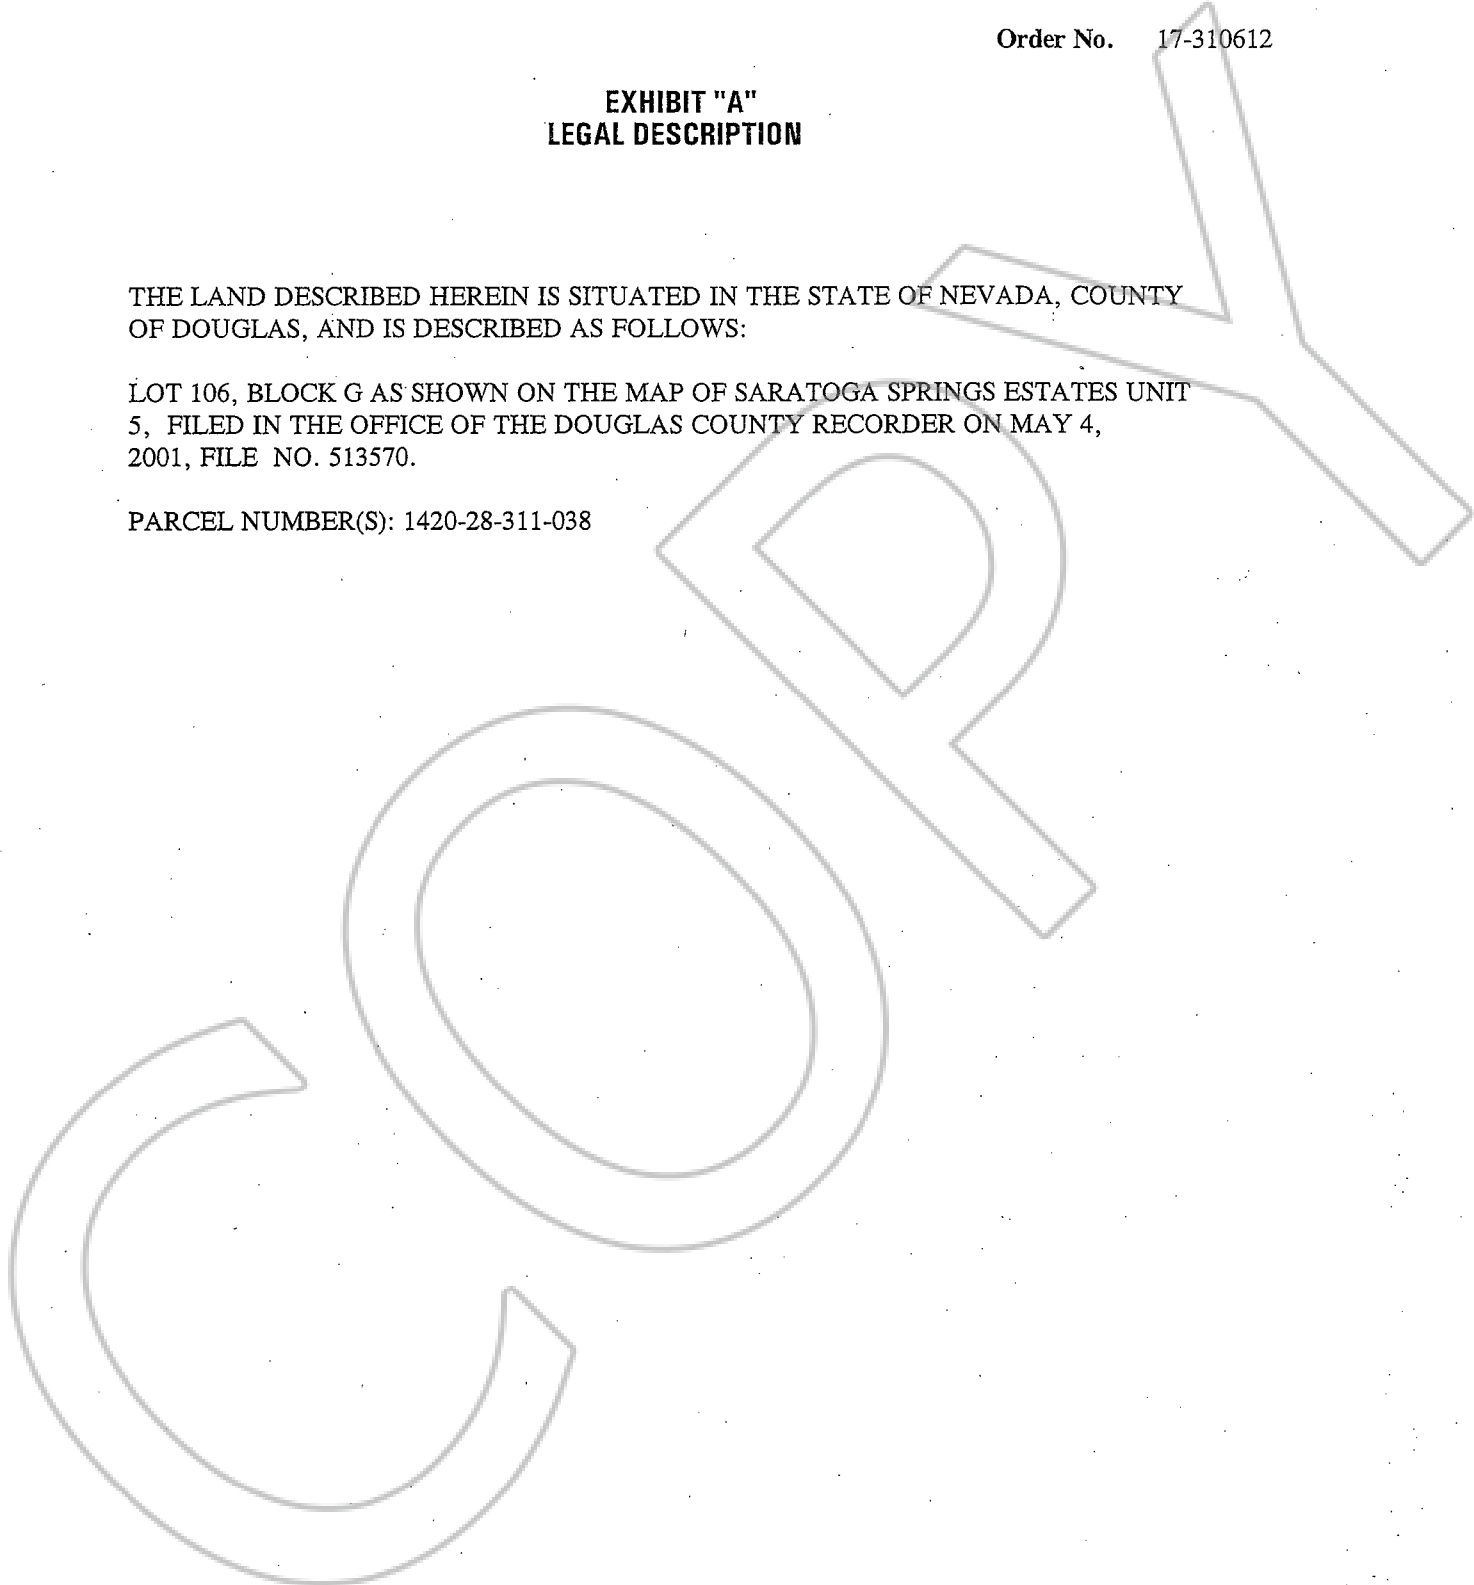 Order No. 17-310612
EXHIBIT "A"
LEGAL DESCRIPTION
THE LAND DESCRIBED HEREIN IS SITUATED IN THE STATE OF NEVADA, COUNTY
OF DOUGLAS, AND IS DESCRIBED AS FOLLOWS:
LOT 106, BLOCK G AS SHOWN ON THE MAP OF SARATOGA SPRINGS ESTATES UNIT
5, FILED IN THE OFFICE OF THE DOUGLAS COUNTY RECORDER ON MAY 4,
2001, FILE NO. 513570.
PARCEL NUMBER(S): 1420-28-311-038
COPY